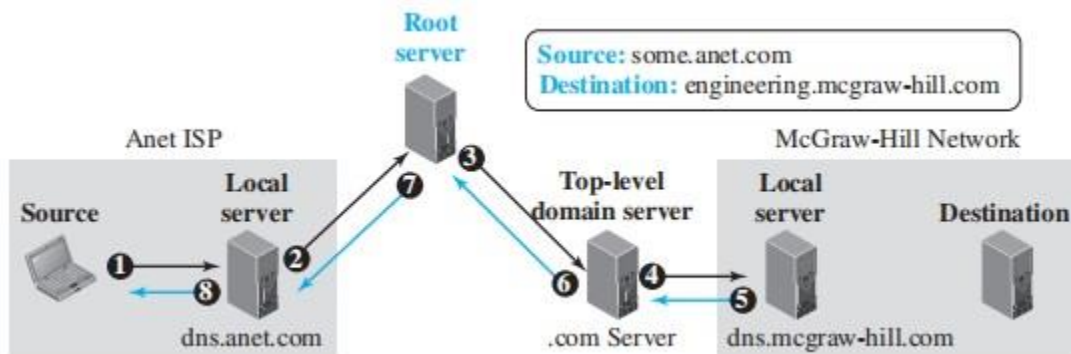 Root
server
Source: some.anet.com
Destination: engineering.mcgraw-hill.com
Anet ISP
McGraw-Hill Network
Source
Local
server
Top-level
domain server
Local
server
Destination
1
2
3
4
5
6
7
8
dns.anet.com
.com Server
dns.mcgraw-hill.com